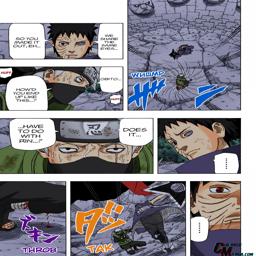 WE
SHARE
THE
SAME
EYES...
SO YOU
MADE IT
OUT, EH...
WHUMP
HUFF
OBITO...
HUFF
HOW'D
YOU END
UP LIKE
THIS...?
DOES
IT...
...HAVE
TO DO
WITH
RIN...?
......
THROB
TAK
......